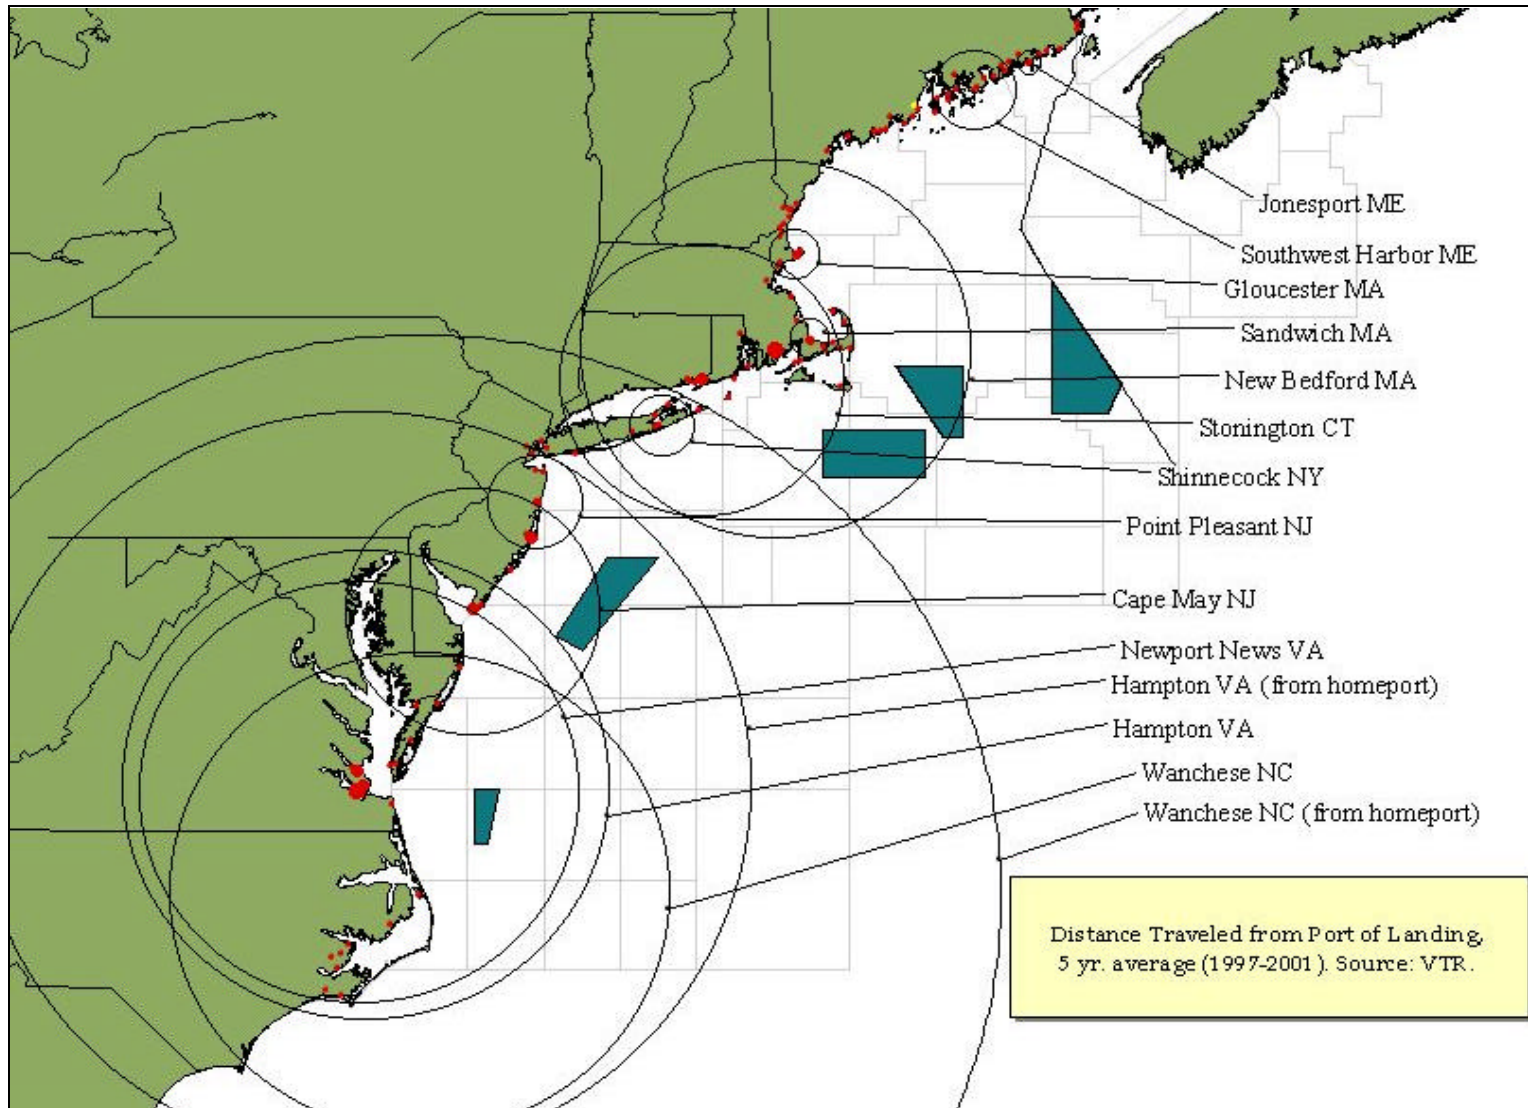 Jonesport ME
Southwest Harbor ME
Gloucester MA
Sandwich MA
New Bedford MA
Stonington CT
Shinnecock NY
Point Pleasant NJ
Cape May NJ
Newport News VA
Hampton VA (from homeport)
Hampton VA
Wanchese NC
Wanchese NC (from homeport)
Distance Traveled from Port of Landing,
5 yr. average (1997-2001). Source: VTR.